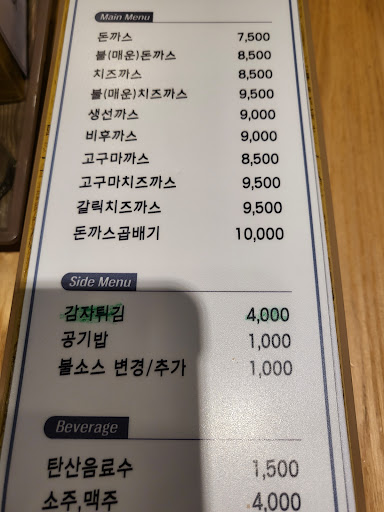 Main Menu
돈까스 7,500
불(매운)돈까스 8,500
치즈까스 8,500
불(매운)치즈까스 9,500
생선까스 9,000
비후까스 9,000
고구마까스 8,500
고구마치즈까스 9,500
갈릭치즈까스 9,500
돈까스곱배기 10,000
Side Menu
감자튀김 4,000
공기밥 1,000
불소스 변경/추가 1,000
Beverage
탄산음료수 1,500
소주,맥주 4,000